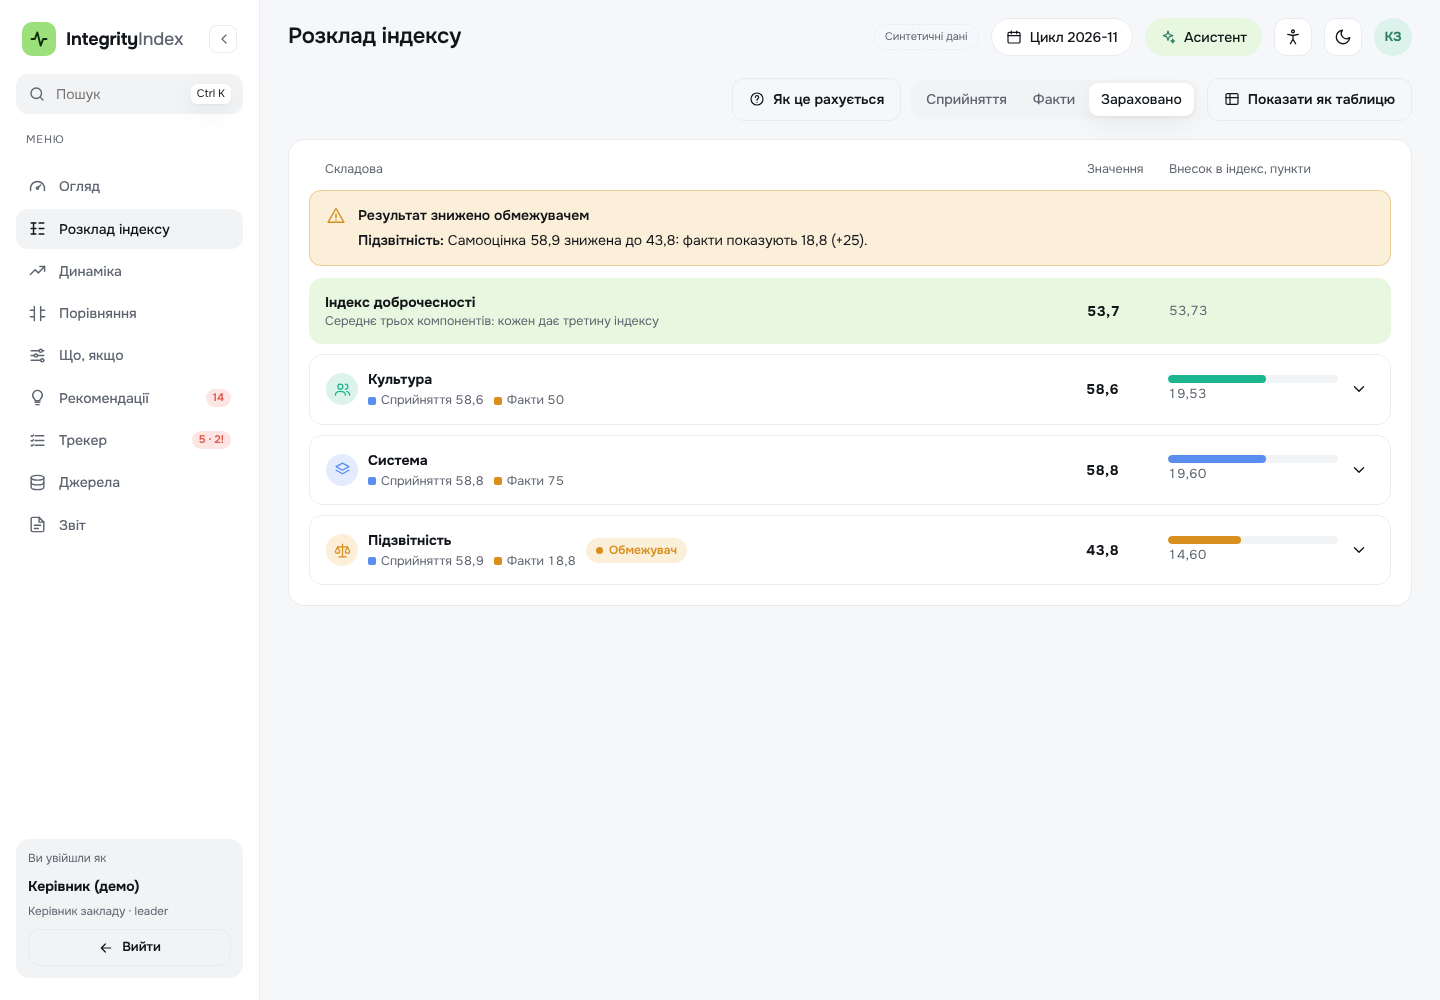 IntegrityIndex
Пошук
Ctrl K
МЕНЮ
Огляд
Розклад індексу
Динаміка
Порівняння
Що, якщо
Рекомендації
14
Трекер
5 · 2!
Джерела
Звіт
Ви увійшли як
Керівник (демо)
Керівник закладу · leader
Вийти
Розклад індексу
Синтетичні дані
Цикл 2026-11
Асистент
КЗ
Як це рахується
Сприйняття
Факти
Зараховано
Показати як таблицю
Складова
Значення
Внесок в індекс, пункти
Результат знижено обмежувачем
Підзвітність: Самооцінка 58,9 знижена до 43,8: факти показують 18,8 (+25).
Індекс доброчесності
Середнє трьох компонентів: кожен дає третину індексу
53,7
53,73
Культура
Сприйняття 58,6 Факти 50
58,6
19,53
Система
Сприйняття 58,8 Факти 75
58,8
19,60
Підзвітність
Сприйняття 58,9 Факти 18,8
Обмежувач
43,8
14,60